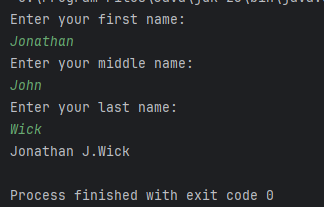 Enter your first name:
Jonathan
Enter your middle name:
John
Enter your last name:
Wick
Jonathan J.Wick
Process finished with exit code 0